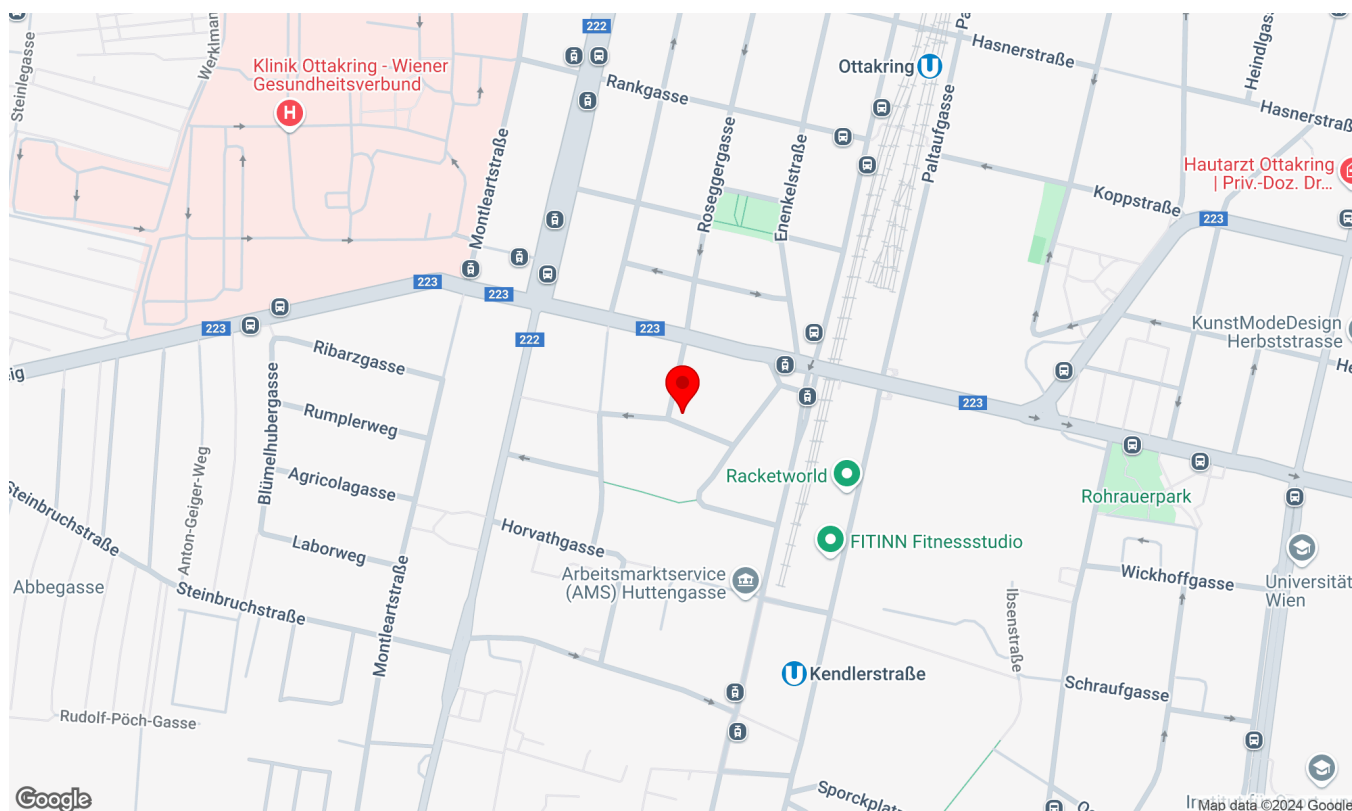 222
Hasnerstraße
Heindlgasse
Steinlegasse
Klinik Ottakring - Wiener
Gesundheitsverbund
H
Ottakring
U
Rankgasse
Hasnerstraße
Montleartstraße
Roseggergasse
Enenkelstraße
Paltaufgasse
Hautarzt Ottakring
| Priv.-Doz. Dr...
Koppstraße
223
223
223
223
223
222
KunstModeDesign
Herbststrasse
Ribarzgasse
Rumplerweg
223
Agricolagasse
Blümelhubergasse
Anton-Geiger-Weg
Racketworld
Rohrauerpark
Steinbruchstraße
Horvathgasse
FITINN Fitnessstudio
Laborweg
Arbeitsmarktservice
(AMS) Huttengasse
Wickhoffgasse
Universität
Wien
Abbegasse
Steinbruchstraße
Montleartstraße
Ibsenstraße
U
Kendlerstraße
Schraufgasse
Rudolf-Pöch-Gasse
Google
Map data ©2024 Google